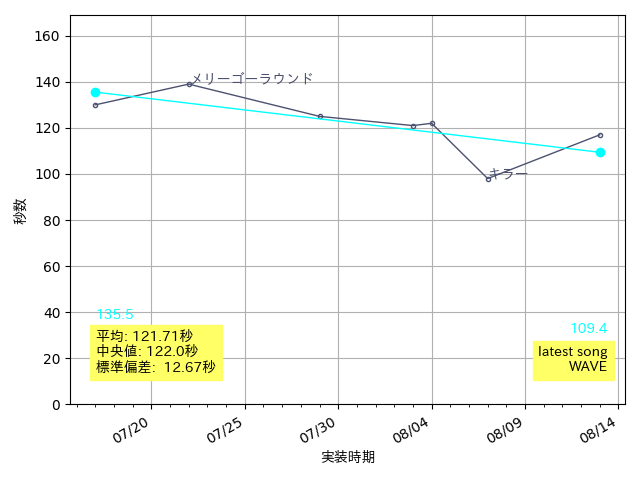 160
140
120
100
80
60
40
20
0
秒数
メリーゴーラウンド
キラー
135.5
平均: 121.71秒
中央値: 122.0秒
標準偏差: 12.67秒
109.4
latest song
WAVE
07/20
07/25
07/30
08/04
08/09
08/14
実装時期